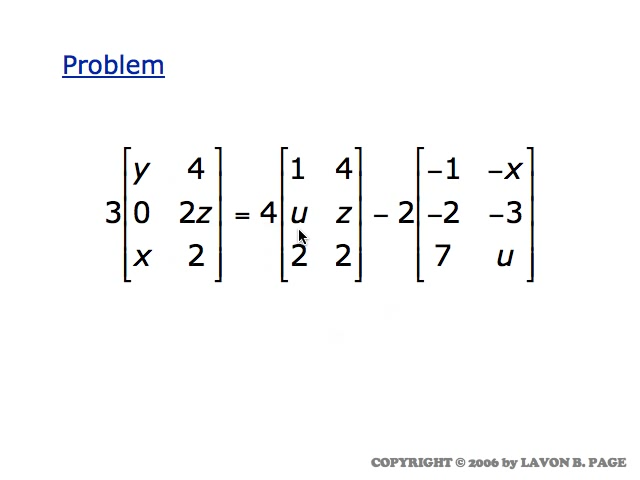 Problem
3[y 4; 0 2z; x 2] = 4[1 4; u z; 2 2] − 2[−1 −x; −2 −3; 7 u]
COPYRIGHT © 2006 by LAVON B. PAGE